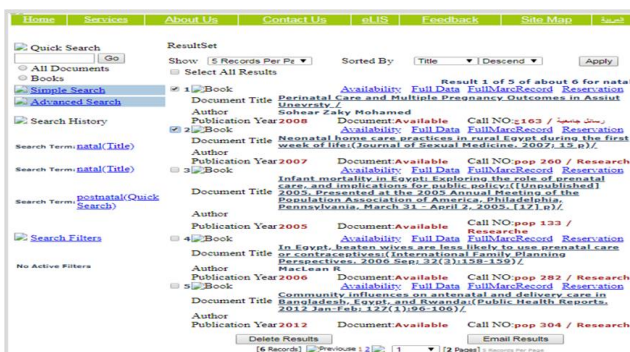 Home Services About Us Contact Us eLIS Feedback Site Map العربية
Quick Search
Go
All Documents
Books
Simple Search
Advanced Search
Search History
Search Term: natal(Title)
Search Term: natal(Title)
Search Term: postnatal(Quick Search)
Search Filters
No Active Filters
ResultSet
Show 5 Records Per Pa Sorted By Title Descend Apply
Select All Results
Result 1 of 5 of about 6 for nata
1 Book Availability Full Data FullMarcRecord Reservation
Document Title Perinatal Care and Multiple Pregnancy Outcomes in Assiut
Unevrsty /
Author Sohear Zaky Mohamed
Publication Year 2008 Document:Available Call NO: رسائل جامعية / 163ع
2 Book Availability Full Data FullMarcRecord Reservation
Document Title Neonatal home care practices in rural Egypt during the first
week of life:(Journal of Sexual Medicine, 2007; 15 p)/
Author
Publication Year 2007 Document:Available Call NO:pop 260 / Research
3 Book Availability Full Data FullMarcRecord Reservation
Infant mortality in Egypt: Exploring the role of prenatal
care, and implications for public policy:([Unpublished]
Document Title 2005. Presented at the 2005 Annual Meeting of the
Population Association of America, Philadelphia,
Pennsylvania, March 31 - April 2, 2005. [17] p)/
Author
Publication Year 2005 Document:Available Call NO:pop 133 /
Researche
4 Book Availability Full Data FullMarcRecord Reservation
In Egypt, beaten wives are less likely to use prenatal care
Document Title or contraceptives:(International Family Planning
Perspectives. 2006 Sep; 32(3):158-159)/
Author MacLean R
Publication Year 2006 Document:Available Call NO:pop 282 / Research
5 Book Availability Full Data FullMarcRecord Reservation
Community influences on antenatal and delivery care in
Document Title Bangladesh, Egypt, and Rwanda:(Public Health Reports.
2012 Jan-Feb; 127(1):96-106)/
Author
Publication Year 2012 Document:Available Call NO:pop 304 / Research
Delete Results Email Results
[6 Records] Previouse 1 2 1 [2 Pages] 5 Records Per Page